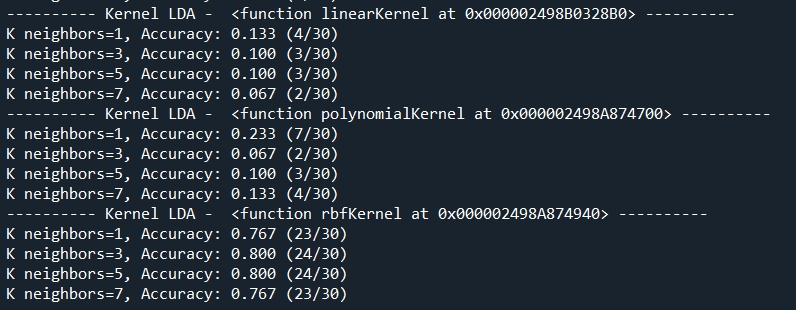 ---------- Kernel LDA -  <function linearKernel at 0x000002498B0328B0> ----------
K neighbors=1, Accuracy: 0.133 (4/30)
K neighbors=3, Accuracy: 0.100 (3/30)
K neighbors=5, Accuracy: 0.100 (3/30)
K neighbors=7, Accuracy: 0.067 (2/30)
---------- Kernel LDA -  <function polynomialKernel at 0x000002498A874700> ----------
K neighbors=1, Accuracy: 0.233 (7/30)
K neighbors=3, Accuracy: 0.067 (2/30)
K neighbors=5, Accuracy: 0.100 (3/30)
K neighbors=7, Accuracy: 0.133 (4/30)
---------- Kernel LDA -  <function rbfKernel at 0x000002498A874940> ----------
K neighbors=1, Accuracy: 0.767 (23/30)
K neighbors=3, Accuracy: 0.800 (24/30)
K neighbors=5, Accuracy: 0.800 (24/30)
K neighbors=7, Accuracy: 0.767 (23/30)